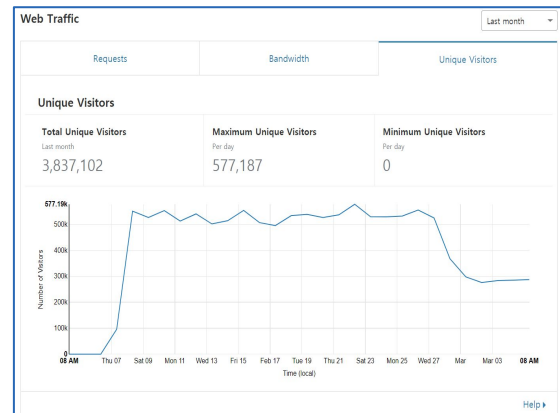 Web Traffic
Last month
Requests
Bandwidth
Unique Visitors
Unique Visitors
Total Unique Visitors
Maximum Unique Visitors
Minimum Unique Visitors
Last month
Per day
Per day
3,837,102
577,187
0
577.19k
500k
400k
300k
200k
100k
0
Number of Visitors
08 AM Thu 07 Sat 09 Mon 11 Wed 13 Fri 15 Feb 17 Tue 19 Thu 21 Sat 23 Mon 25 Wed 27 Mar Mar 03 08 AM
Time (local)
Help